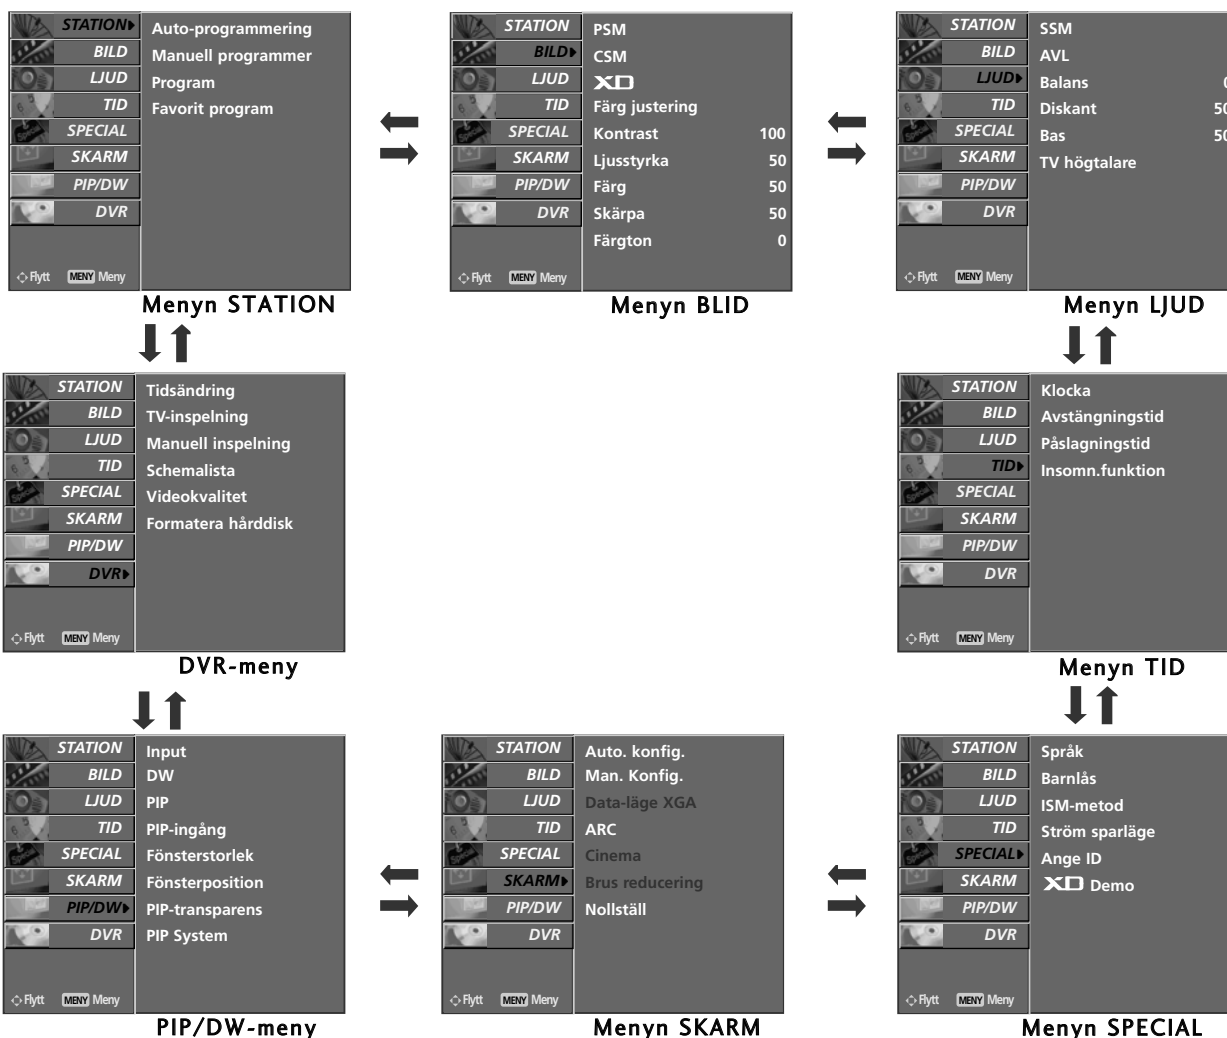 STATION
BILD
LJUD
TID
SPECIAL
SKARM
PIP/DW
DVR
Flytt MENY Meny
Auto-programmering
Manuell programmer
Program
Favorit program
Menyn STATION
STATION
BILD
LJUD
TID
SPECIAL
SKARM
PIP/DW
DVR
Flytt MENY Meny
PSM
CSM
XD
Färg justering
Kontrast 100
Ljusstyrka 50
Färg 50
Skärpa 50
Färgton 0
Menyn BLID
STATION
BILD
LJUD
TID
SPECIAL
SKARM
PIP/DW
DVR
Flytt MENY Meny
SSM
AVL
Balans 0
Diskant 50
Bas 50
TV högtalare
Menyn LJUD
STATION
BILD
LJUD
TID
SPECIAL
SKARM
PIP/DW
DVR
Flytt MENY Meny
Tidsändring
TV-inspelning
Manuell inspelning
Schemalista
Videokvalitet
Formatera hårddisk
DVR-meny
STATION
BILD
LJUD
TID
SPECIAL
SKARM
PIP/DW
DVR
Flytt MENY Meny
Klocka
Avstängningstid
Påslagningstid
Insomn.funktion
Menyn TID
STATION
BILD
LJUD
TID
SPECIAL
SKARM
PIP/DW
DVR
Flytt MENY Meny
Input
DW
PIP
PIP-ingång
Fönsterstorlek
Fönsterposition
PIP-transparens
PIP System
PIP/DW-meny
STATION
BILD
LJUD
TID
SPECIAL
SKARM
PIP/DW
DVR
Flytt MENY Meny
Auto. konfig.
Man. Konfig.
Data-läge XGA
ARC
Cinema
Brus reducering
Nollställ
Menyn SKARM
STATION
BILD
LJUD
TID
SPECIAL
SKARM
PIP/DW
DVR
Flytt MENY Meny
Språk
Barnlås
ISM-metod
Ström sparläge
Ange ID
XD Demo
Menyn SPECIAL